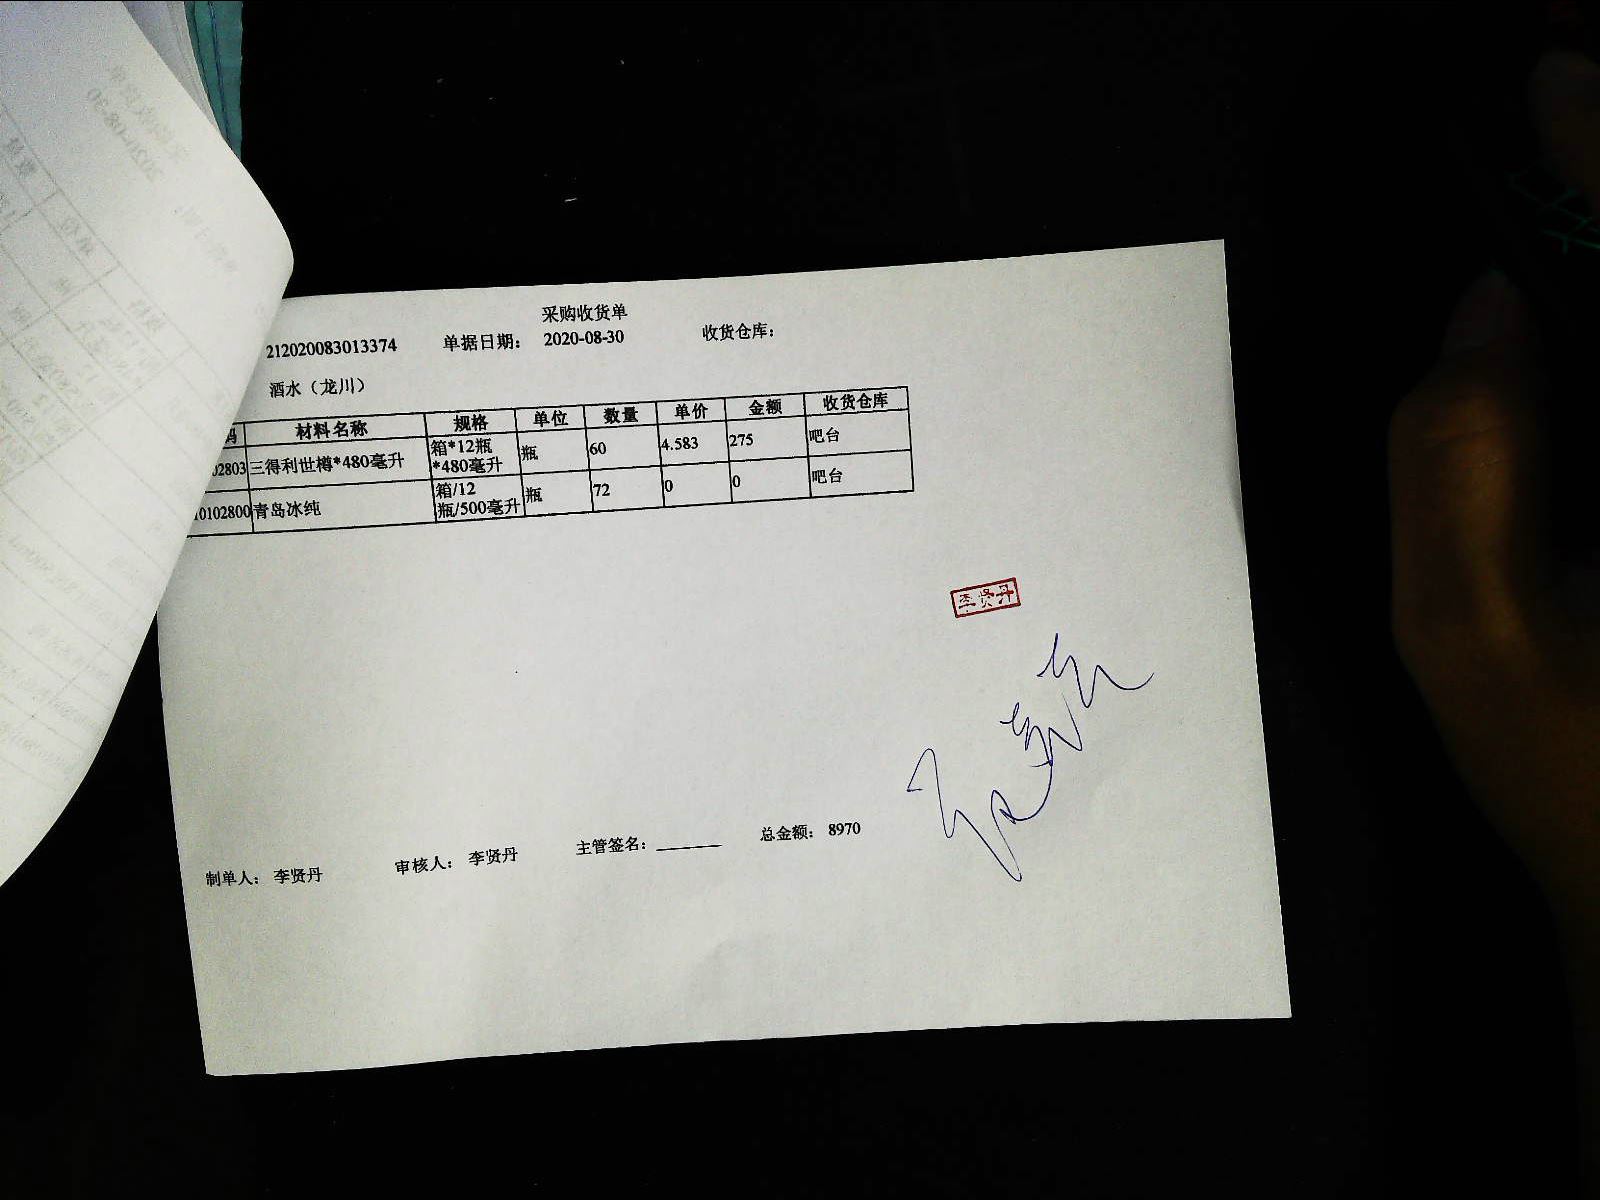 采购收货单
212020083013374 单据日期： 2020-08-30 收货仓库：
酒水（龙川）
码 材料名称 规格 单位 数量 单价 金额 收货仓库
02803 三得利世樽*480毫升 箱*12瓶*480毫升 瓶 60 4.583 275 吧台
10102800 青岛冰纯 箱/12瓶/500毫升 瓶 72 0 0 吧台
李贤丹
制单人： 李贤丹 审核人： 李贤丹 主管签名：______ 总金额： 8970